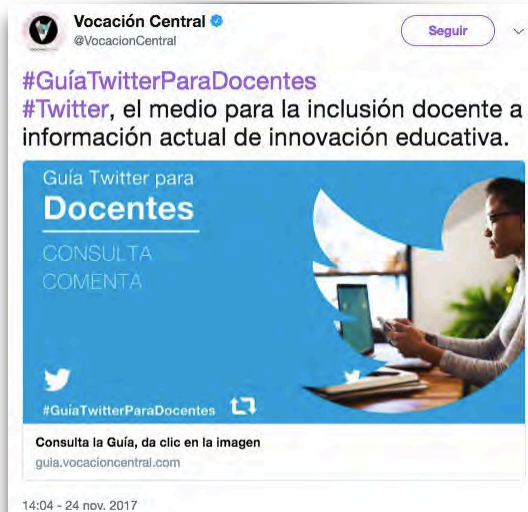 Vocación Central
@VocacionCentral
Seguir
#GuíaTwitterParaDocentes
#Twitter, el medio para la inclusión docente a
información actual de innovación educativa.
Guía Twitter para
Docentes
CONSULTA
COMENTA
#GuíaTwitterParaDocentes
Consulta la Guía, da clic en la imagen
guia.vocacioncentral.com
14:04 - 24 nov. 2017